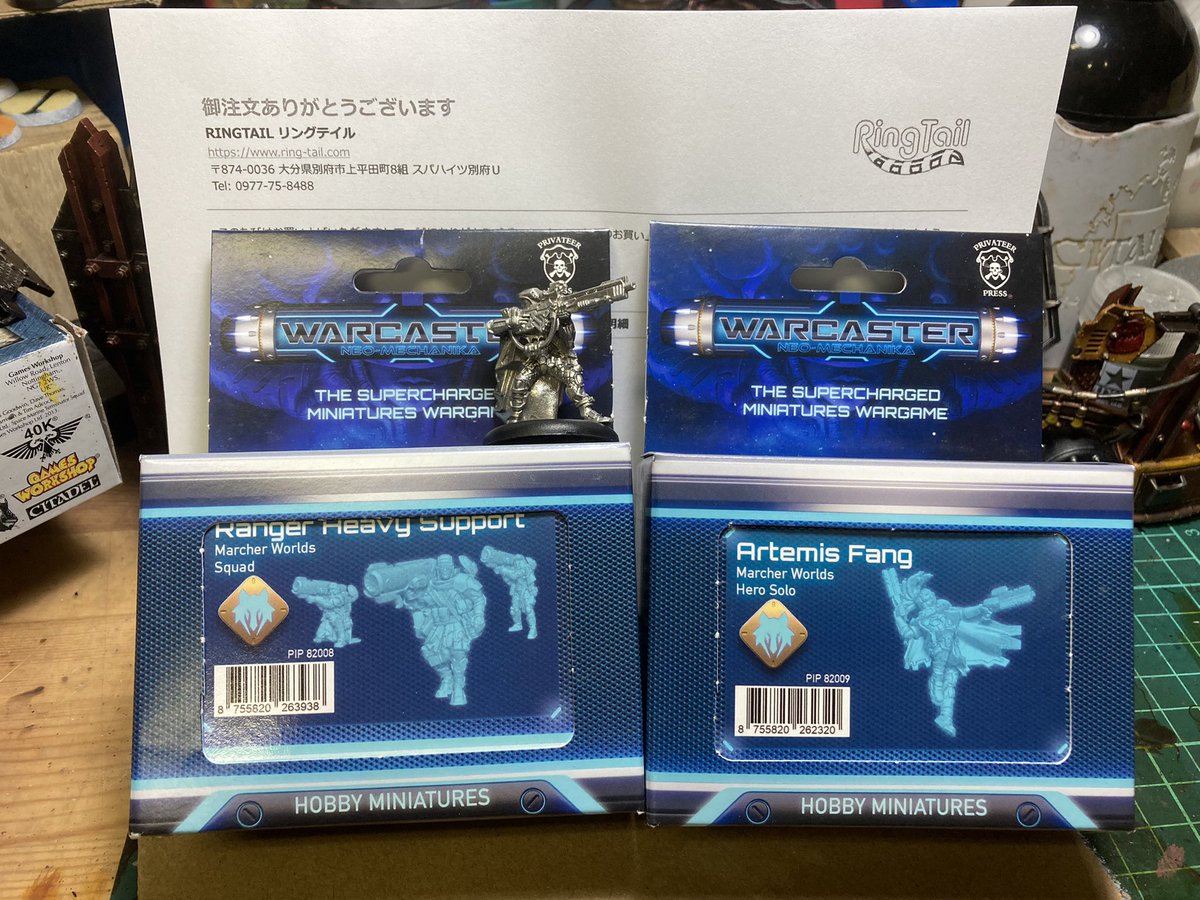 御注文ありがとうございます
RINGTAIL リングテイル
https://www.ring-tail.com
〒874-0036 大分県別府市上平田町8組 スパハイツ別府U
Tel: 0977-75-8488
RingTail
PRIVATEER
PRESS
WARCASTER
NEO-MECHANIKA
THE SUPERCHARGED
MINIATURES WARGAM
PRIVATEER
PRESS
WARCASTER
NEO-MECHANIKA
THE SUPERCHARGED
MINIATURES WARGAME
Ranger Heavy Support
Marcher Worlds
Squad
PIP 82008
8 755820 263938
HOBBY MINIATURES
Artemis Fang
Marcher Worlds
Hero Solo
PIP 82009
8 755820 262320
HOBBY MINIATURES
Games Workshop
Willow Road, Lenton
Nottingham,
40K
GAMES
WORKSHOP
CITADEL